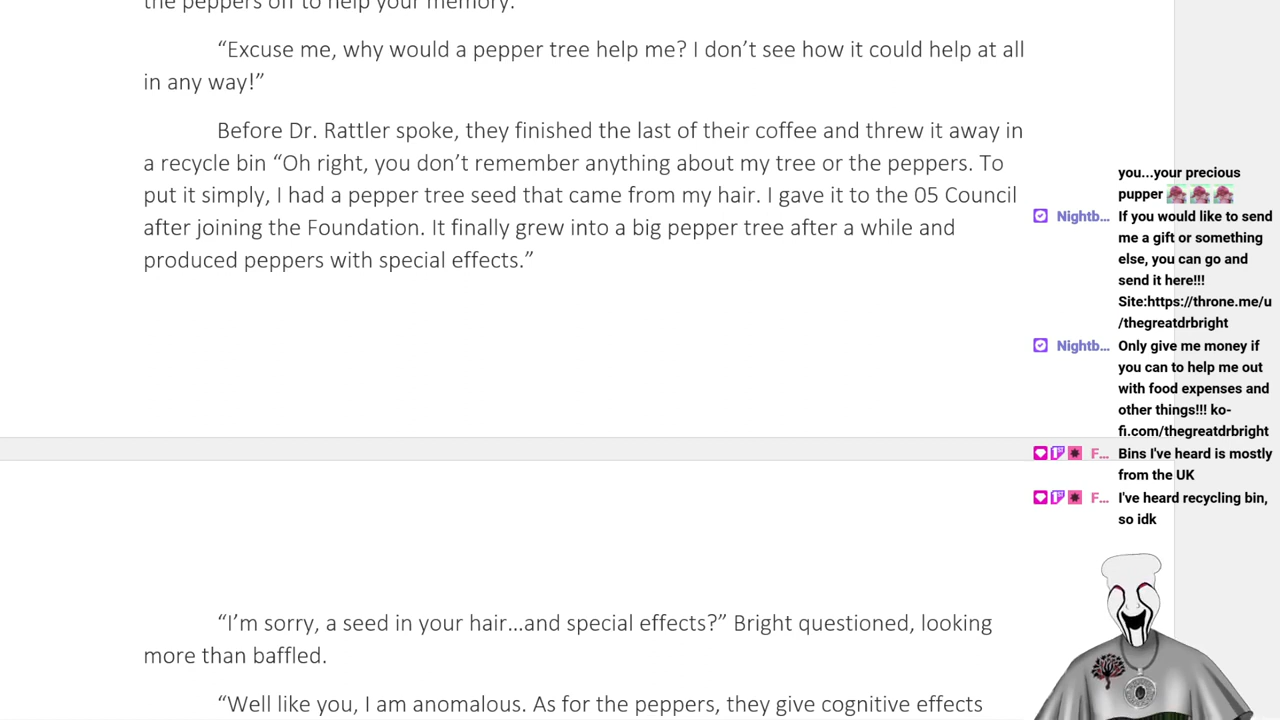 the peppers off to help your memory.
“Excuse me, why would a pepper tree help me? I don’t see how it could help at all
in any way!”
Before Dr. Rattler spoke, they finished the last of their coffee and threw it away in
a recycle bin “Oh right, you don’t remember anything about my tree or the peppers. To
put it simply, I had a pepper tree seed that came from my hair. I gave it to the 05 Council
after joining the Foundation. It finally grew into a big pepper tree after a while and
produced peppers with special effects.”
“I’m sorry, a seed in your hair...and special effects?” Bright questioned, looking
more than baffled.
“Well like you, I am anomalous. As for the peppers, they give cognitive effects
you...your precious
pupper
Nightb... If you would like to send
me a gift or something
else, you can go and
send it here!!!
Site:https://throne.me/u
/thegreatdrbright
Nightb... Only give me money if
you can to help me out
with food expenses and
other things!!! ko-
fi.com/thegreatdrbright
F... Bins I've heard is mostly
from the UK
F... I've heard recycling bin,
so idk